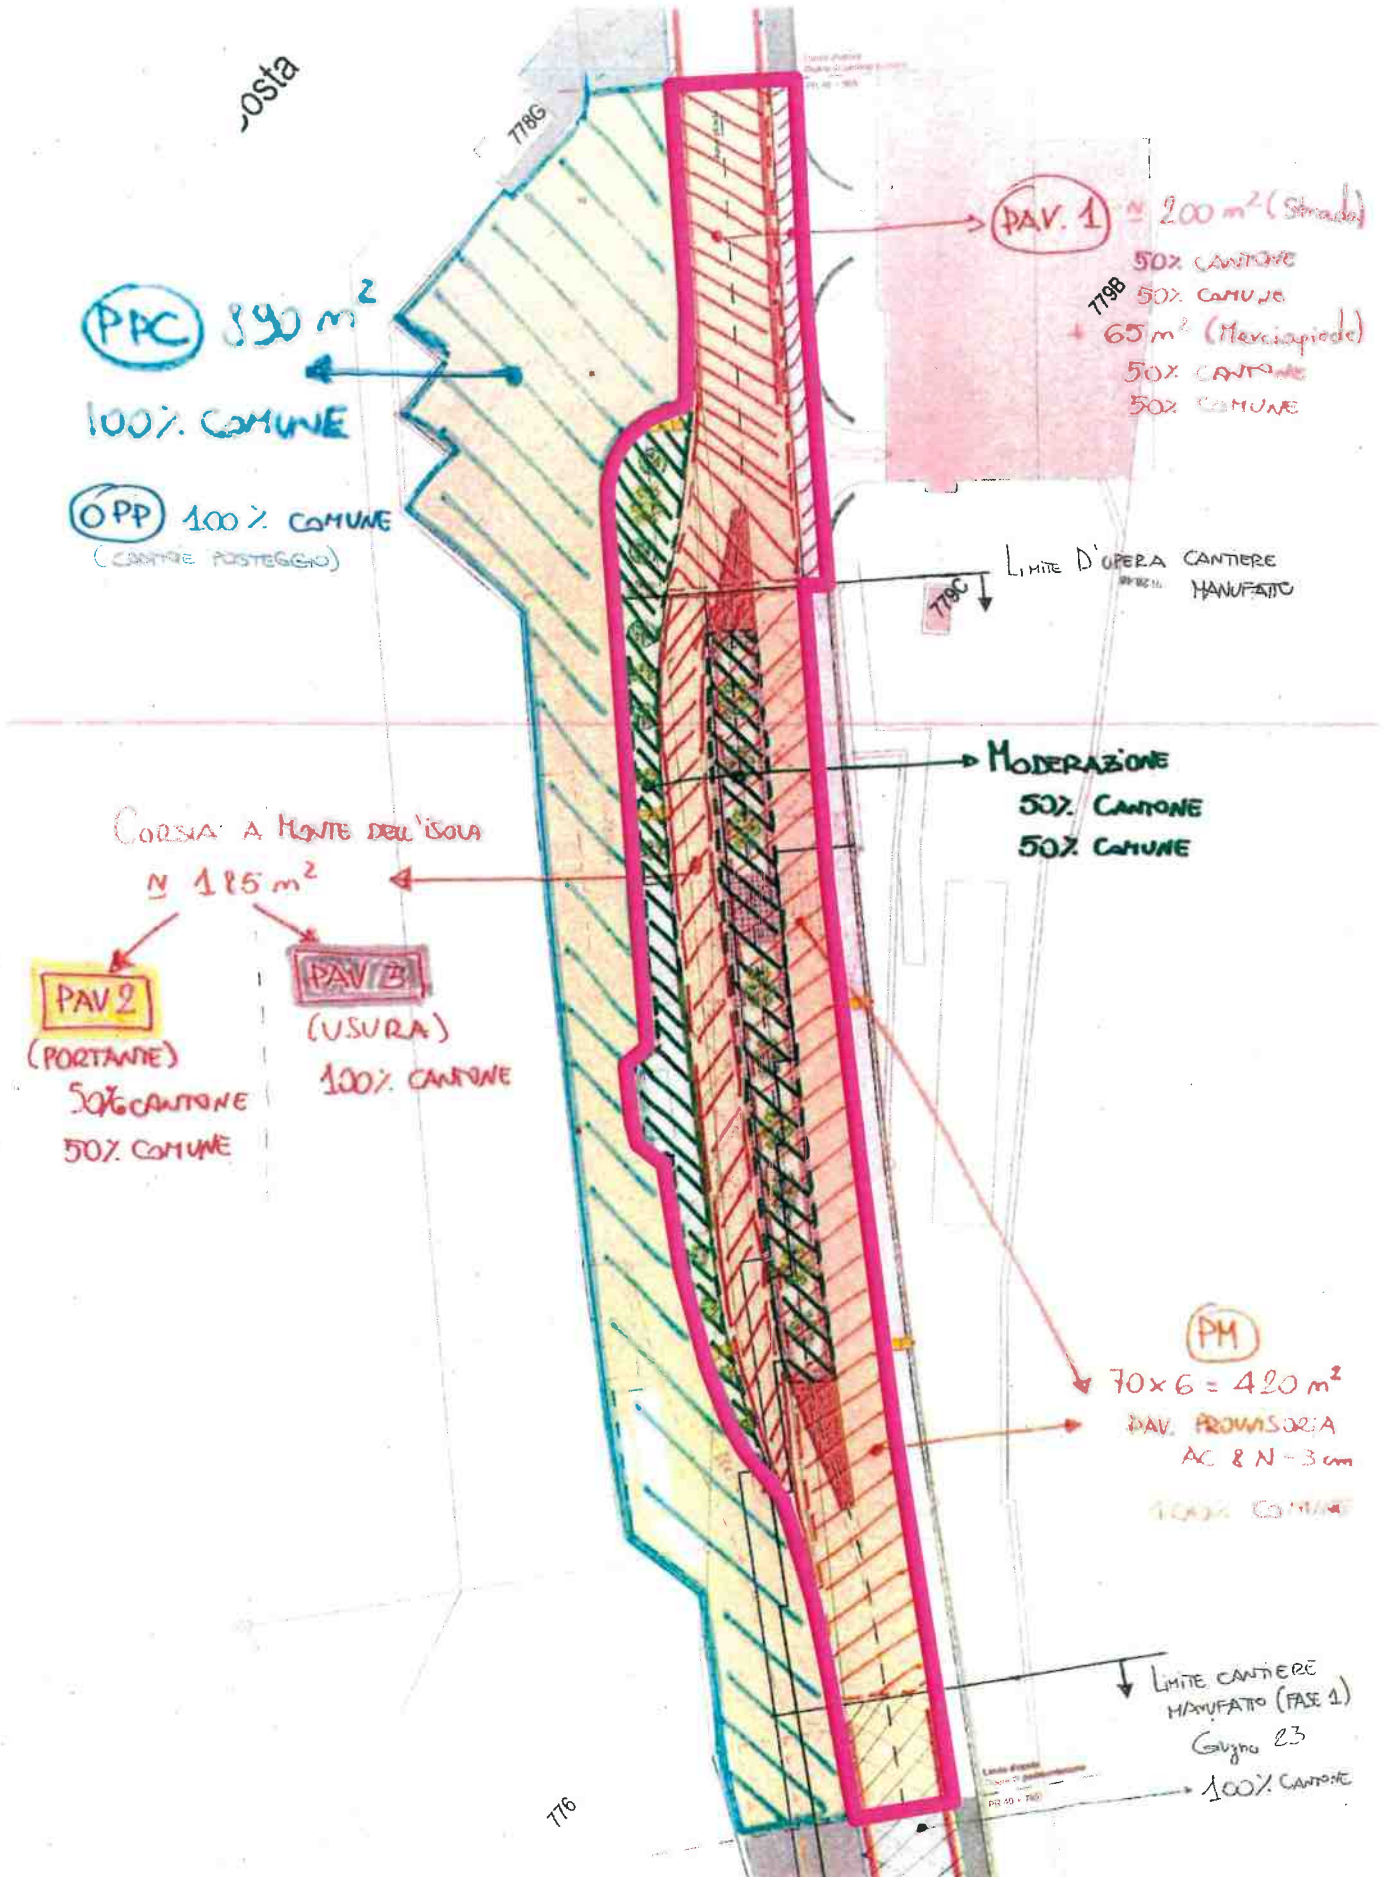 osta
778G
PAV. 1 ≃ 200 m² (Strada)
50% CANTONE
50% COMUNE
779B
+ 65 m² (Marciapiede)
50% CANTONE
50% COMUNE
PPC 390 m²
100% COMUNE
OPP 100% COMUNE
LIMITE D'OPERA CANTIERE
MANUFATTO
779C
MODERAZIONE
50% CANTONE
50% COMUNE
CORSIA A MONTE DELL'ISOLA
≃ 185 m²
PAV 2
(PORTANTE)
50% CANTONE
50% COMUNE
PAV 3
(USURA)
100% CANTONE
PM
70x6 = 420 m²
PAV. PROVVISORIA
AC 8 N - 3 cm
100% COMUNE
LIMITE CANTIERE
MANUFATTO (FASE 1)
Giugno 23
100% CANTONE
776